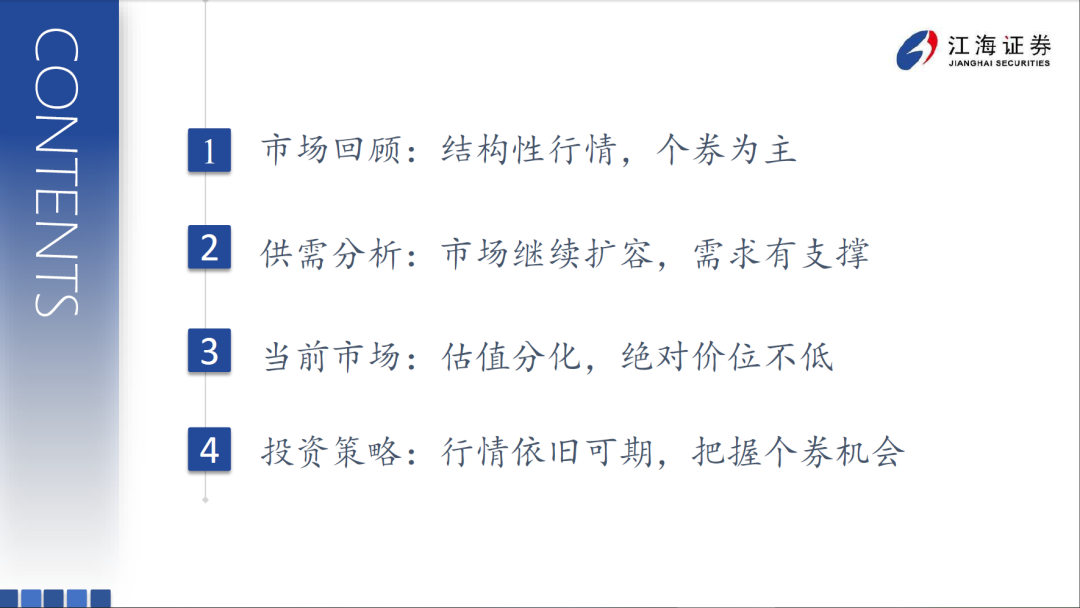 CONTENTS
江海证券
JIANGHAI SECURITIES
1 市场回顾：结构性行情，个券为主
2 供需分析：市场继续扩容，需求有支撑
3 当前市场：估值分化，绝对价位不低
4 投资策略：行情依旧可期，把握个券机会